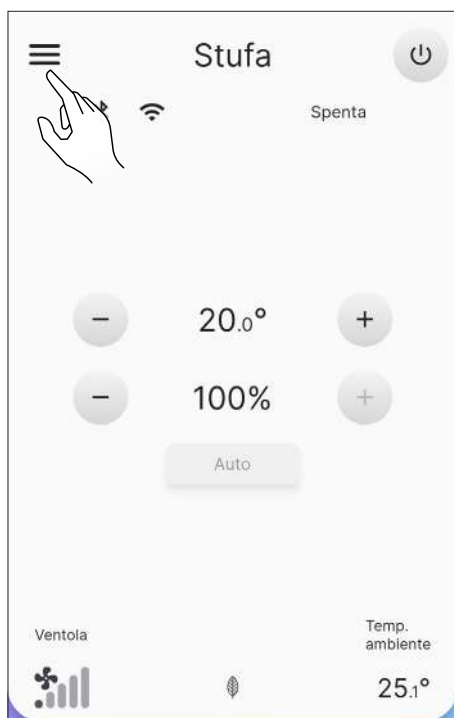 Stufa
Spenta
− 20.0° +
− 100% +
Auto
Ventola
Temp.
ambiente
25.1°